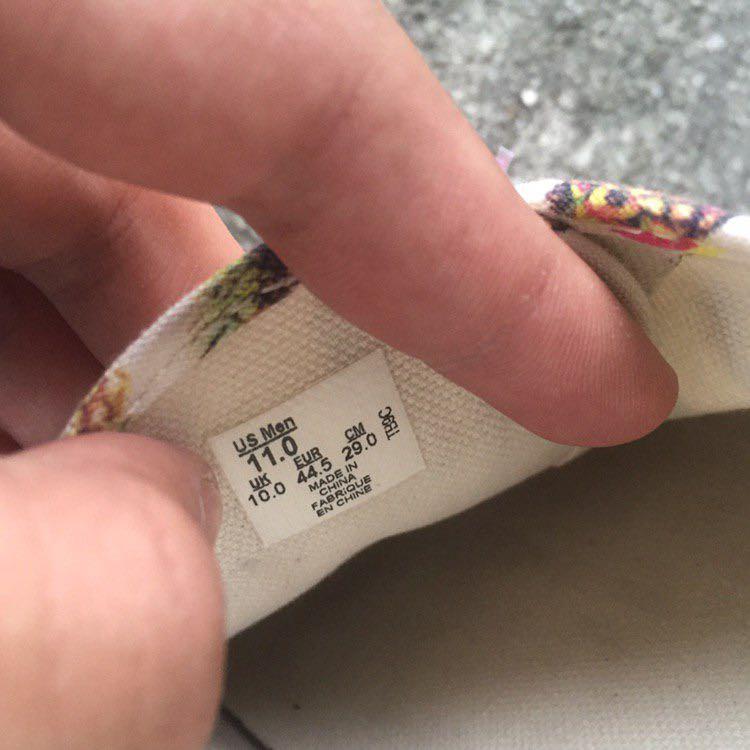 US Men
11.0
UK EUR CM
10.0 44.5 29.0
MADE IN
CHINA
FABRIQUE
EN CHINE